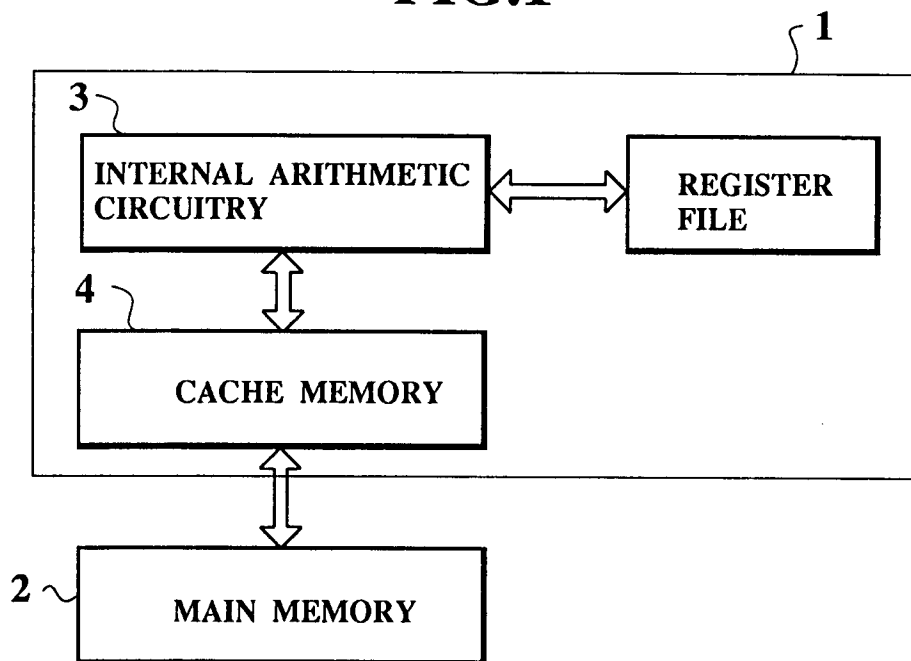 FIG.1
1
3
INTERNAL ARITHMETIC
CIRCUITRY
REGISTER
FILE
4
CACHE MEMORY
2
MAIN MEMORY